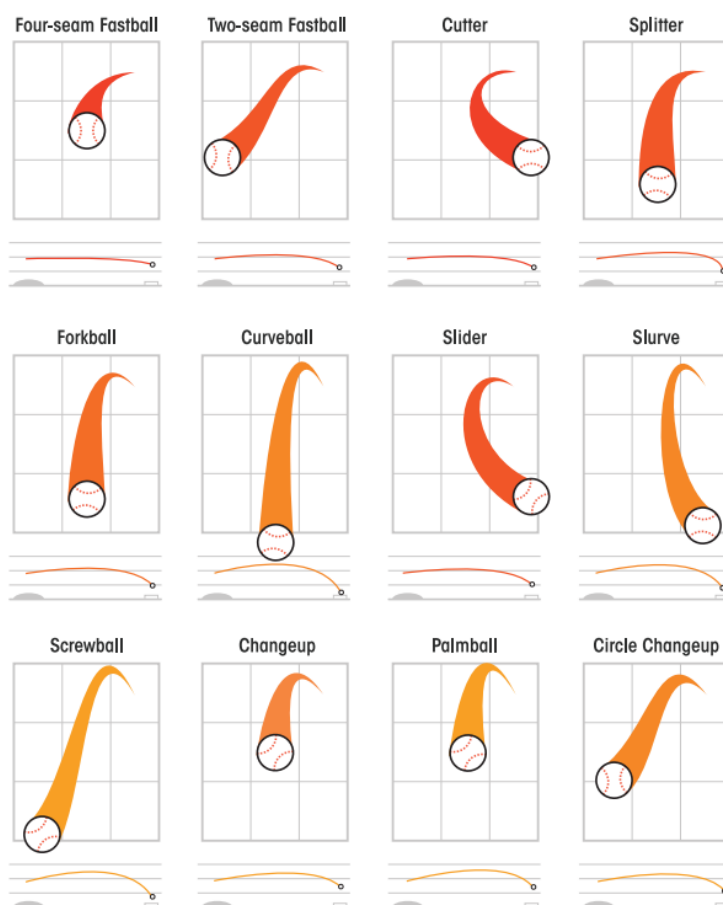 Four-seam Fastball
Two-seam Fastball
Cutter
Splitter
Forkball
Curveball
Slider
Slurve
Screwball
Changeup
Palmball
Circle Changeup